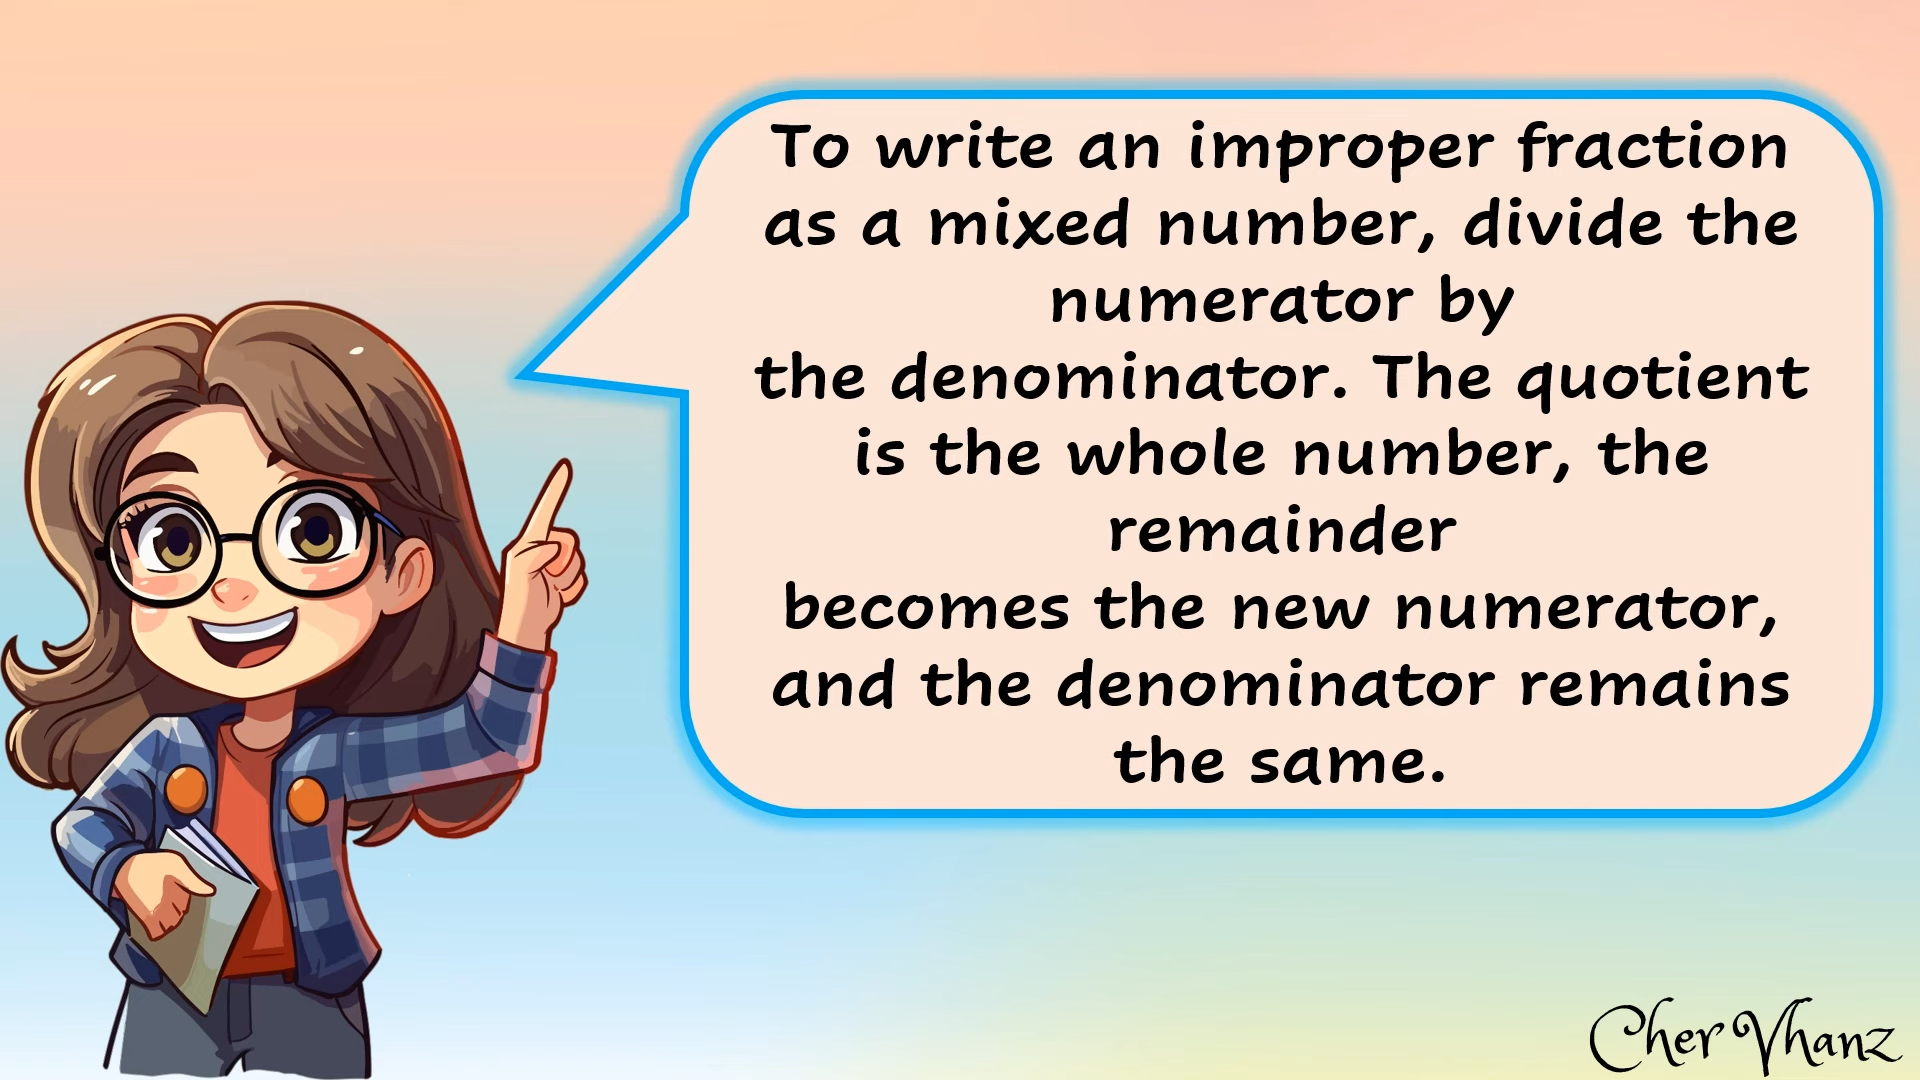 To write an improper fraction
as a mixed number, divide the
numerator by
the denominator. The quotient
is the whole number, the
remainder
becomes the new numerator,
and the denominator remains
the same.
Cher Vhanz